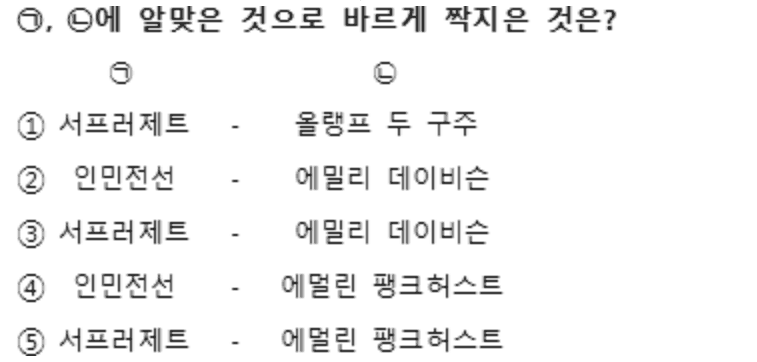 ㉠, ㉡에 알맞은 것으로 바르게 짝지은 것은?
㉠ ㉡
① 서프러제트 - 올랭프 두 구주
② 인민전선 - 에밀리 데이비슨
③ 서프러제트 - 에밀리 데이비슨
④ 인민전선 - 에멀린 팽크허스트
⑤ 서프러제트 - 에멀린 팽크허스트